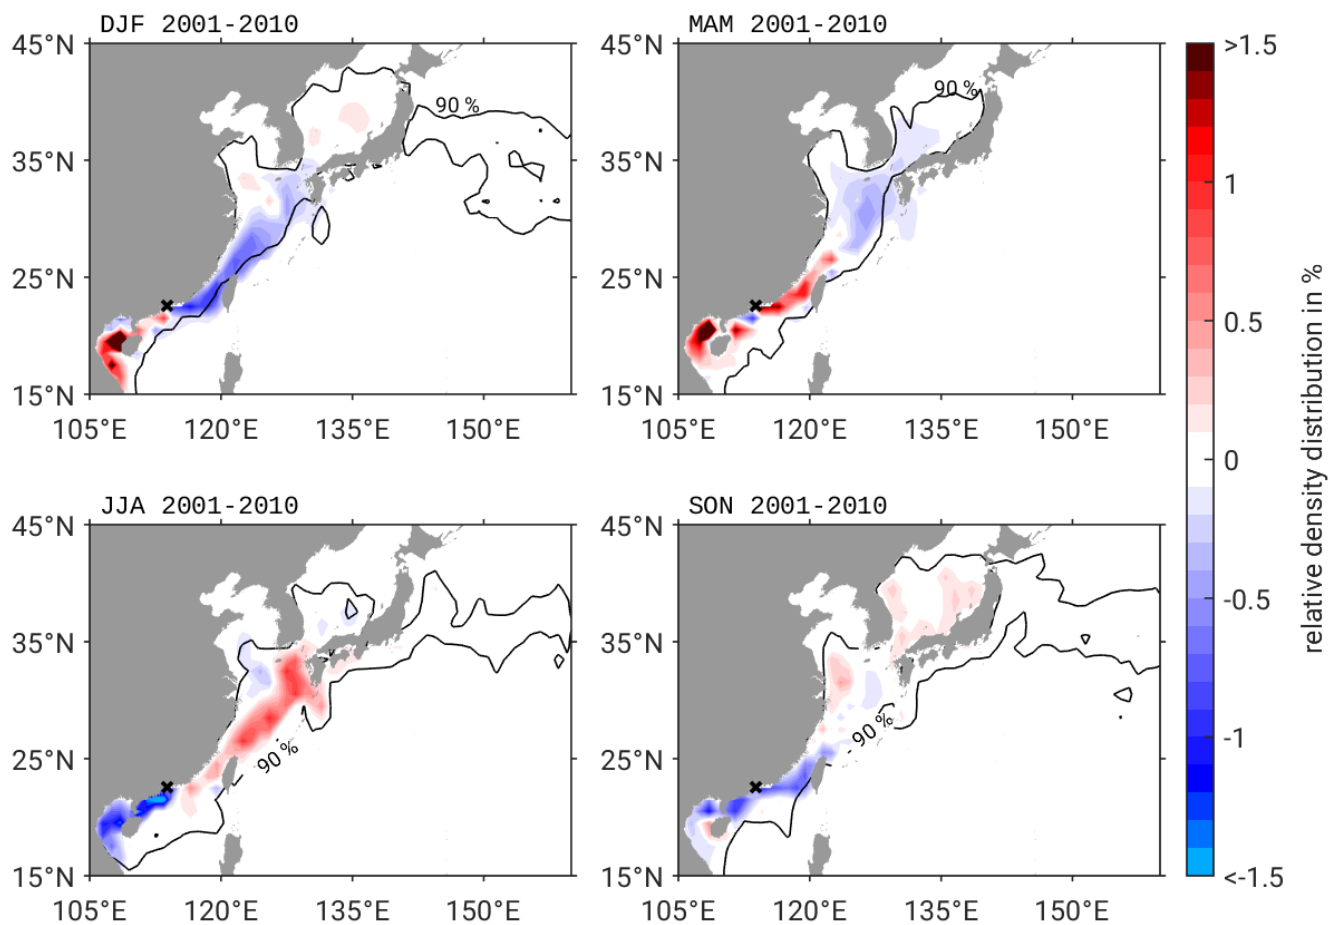 DJF 2001-2010
MAM 2001-2010
45°N
35°N
25°N
15°N
90 %
105°E 120°E 135°E 150°E
45°N
35°N
25°N
15°N
90 %
105°E 120°E 135°E 150°E
JJA 2001-2010
SON 2001-2010
45°N
35°N
25°N
15°N
90 %
105°E 120°E 135°E 150°E
45°N
35°N
25°N
15°N
90 %
105°E 120°E 135°E 150°E
>1.5
1
0.5
0
-0.5
-1
<-1.5
relative density distribution in %